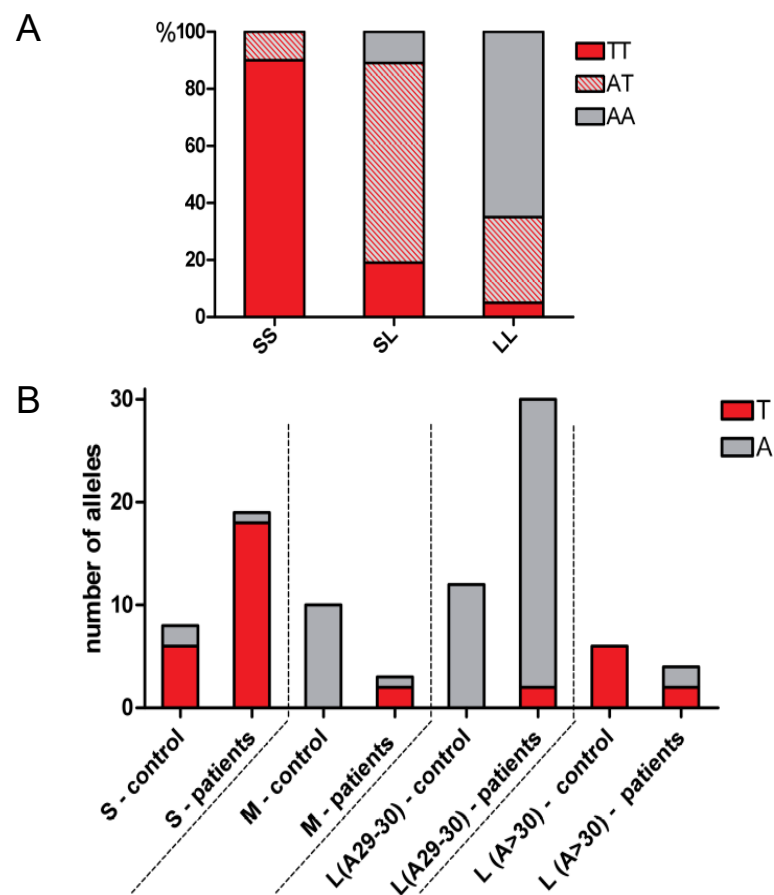 A
%100
80
60
40
20
0
SS
SL
LL
TT
AT
AA
B
number of alleles
30
20
10
0
S - control
S - patients
M - control
M - patients
L(A29-30) - control
L(A29-30) - patients
L (A>30) - control
L (A>30) - patients
T
A